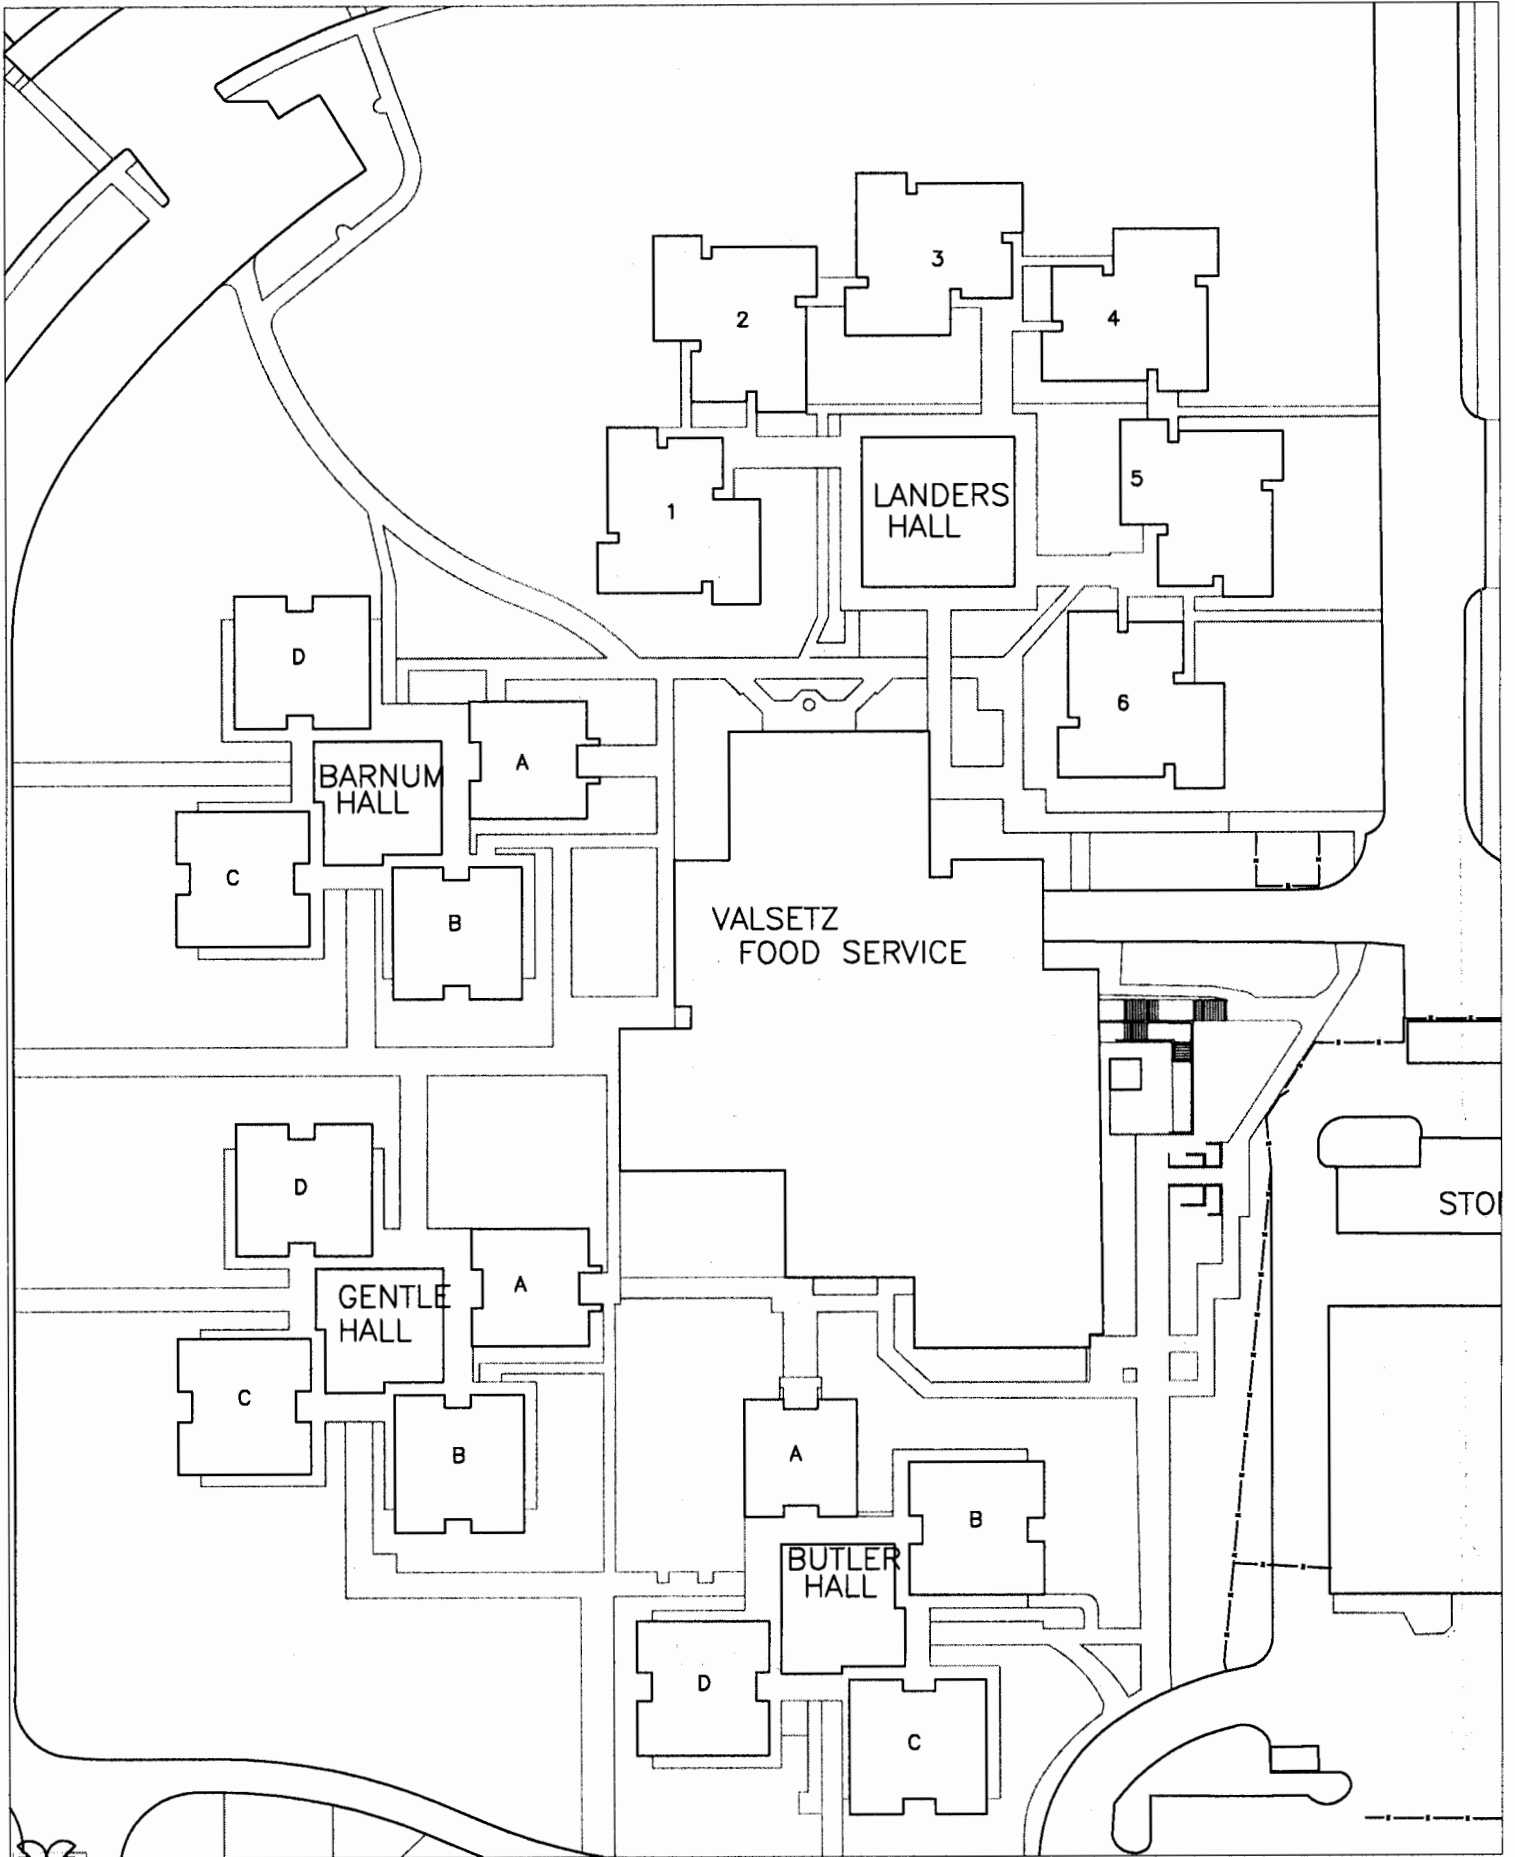 3
2
4
5
LANDERS
HALL
1
D
6
A
BARNUM
HALL
C
B
VALSETZ
FOOD SERVICE
D
STO
A
GENTLE
HALL
C
B
A
B
BUTLER
HALL
D
C